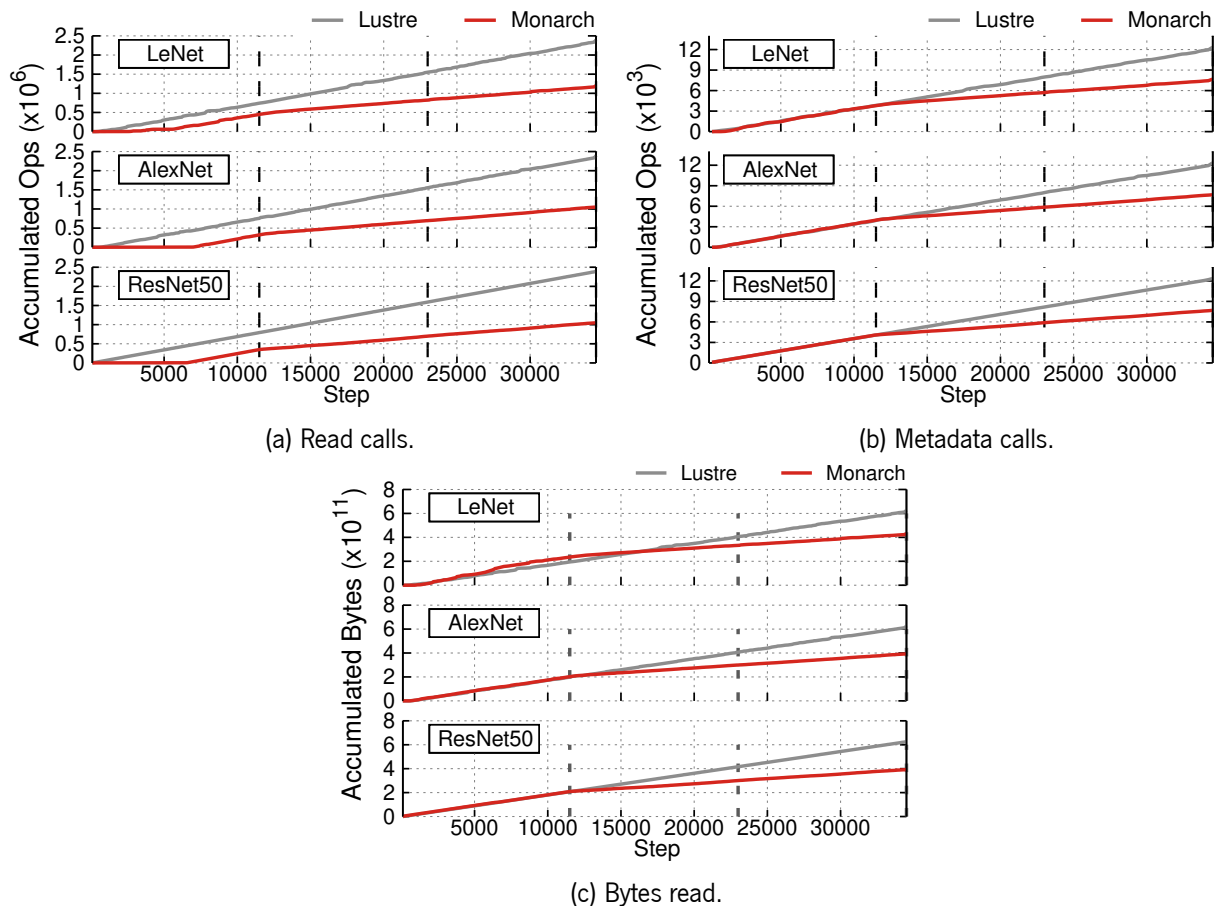 Lustre Monarch
Accumulated Ops (x10^6)
2.5
2
1.5
1
0.5
0
LeNet
2.5
2
1.5
1
0.5
0
AlexNet
2.5
2
1.5
1
0.5
0
ResNet50
5000 10000 15000 20000 25000 30000
Step
(a) Read calls.
Lustre Monarch
Accumulated Ops (x10^3)
12
9
6
3
0
LeNet
12
9
6
3
0
AlexNet
12
9
6
3
0
ResNet50
5000 10000 15000 20000 25000 30000
Step
(b) Metadata calls.
Lustre Monarch
Accumulated Bytes (x10^11)
8
6
4
2
0
LeNet
8
6
4
2
0
AlexNet
8
6
4
2
0
ResNet50
5000 10000 15000 20000 25000 30000
Step
(c) Bytes read.